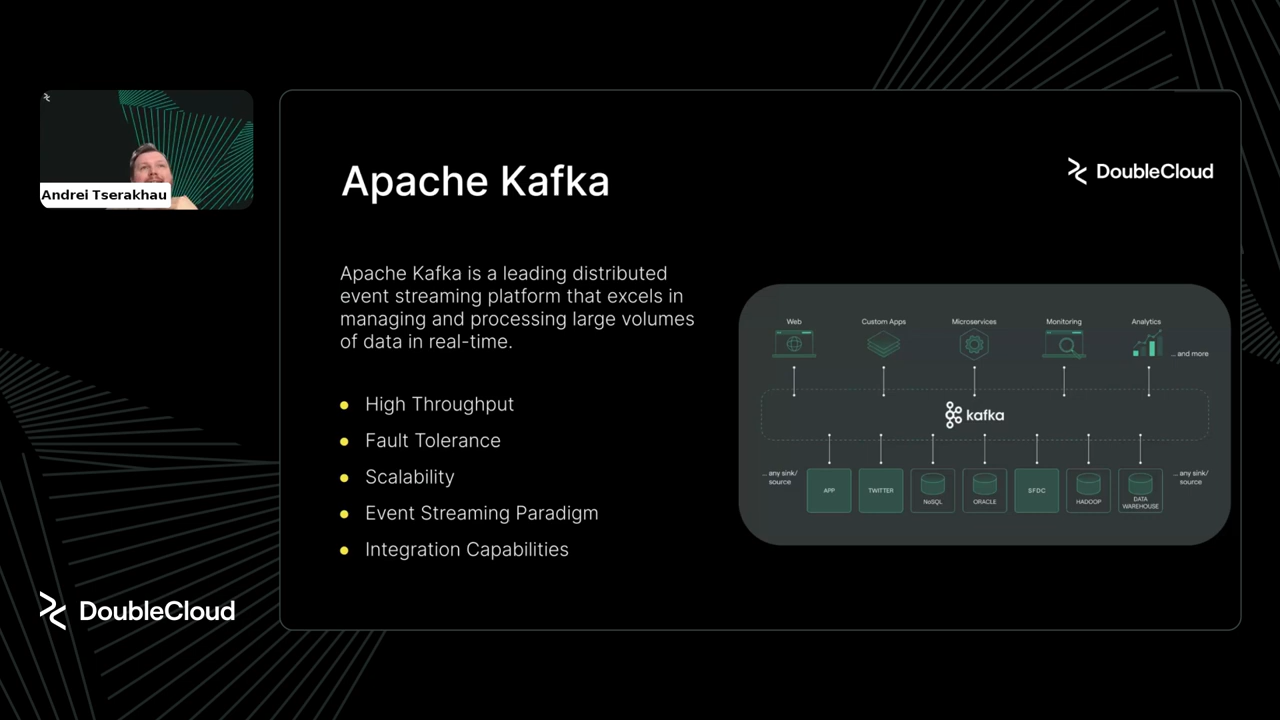 Andrei Tserakhau
Apache Kafka
DoubleCloud
Apache Kafka is a leading distributed
event streaming platform that excels in
managing and processing large volumes
of data in real-time.
High Throughput
Fault Tolerance
Scalability
Event Streaming Paradigm
Integration Capabilities
Web
Custom Apps
Microservices
Monitoring
Analytics
... and more
kafka
... any sink/
source
APP
TWITTER
NoSQL
ORACLE
SFDC
HADOOP
DATA
WAREHOUSE
... any sink/
source
DoubleCloud